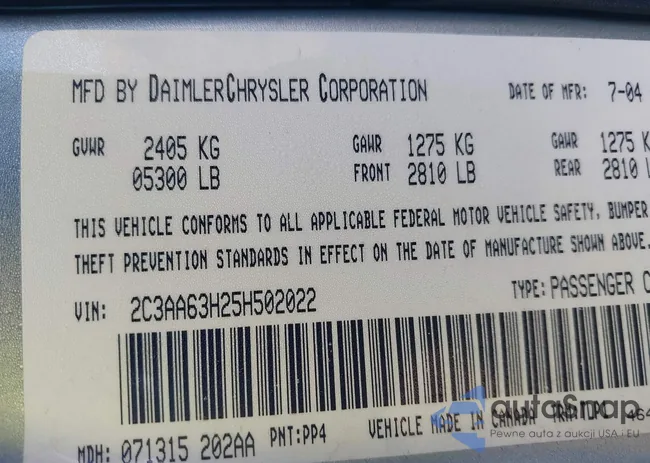 MFD BY DAIMLERCHRYSLER CORPORATION DATE OF MFR: 7-04
GVWR 2405 KG GAWR 1275 KG GAWR 1275 K
05300 LB FRONT 2810 LB REAR 2810 L
THIS VEHICLE CONFORMS TO ALL APPLICABLE FEDERAL MOTOR VEHICLE SAFETY, BUMPER
THEFT PREVENTION STANDARDS IN EFFECT ON THE DATE OF MANUFACTURE SHOWN ABOVE.
VIN: 2C3AA63H25H502022 TYPE: PASSENGER C
VEHICLE MADE IN CANADA
MDH: 071315 202AA PNT: PP4
autoSnap
Pewne auta z aukcji USA i EU